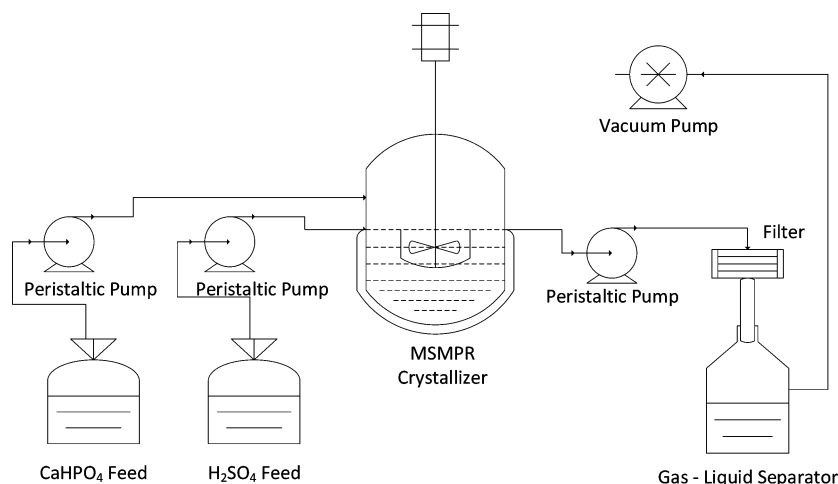 Vacuum Pump
Filter
Peristaltic Pump
Peristaltic Pump
Peristaltic Pump
MSMPR
Crystallizer
CaHPO₄ Feed
H₂SO₄ Feed
Gas - Liquid Separator